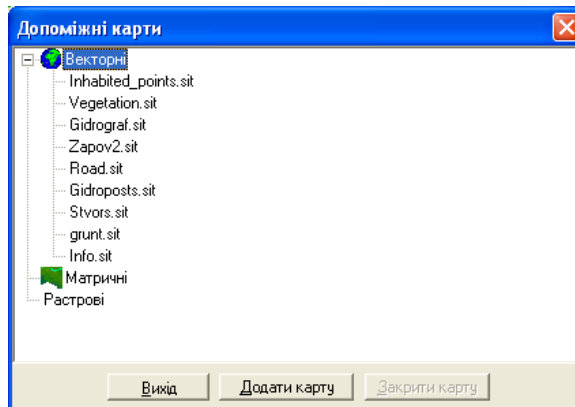 Допоміжні карти
Векторні
Inhabited_points.sit
Vegetation.sit
Gidrograf.sit
Zapov2.sit
Road.sit
Gidroposts.sit
Stvors.sit
grunt.sit
Info.sit
Матричні
Растрові
Вихід Додати карту Закрити карту